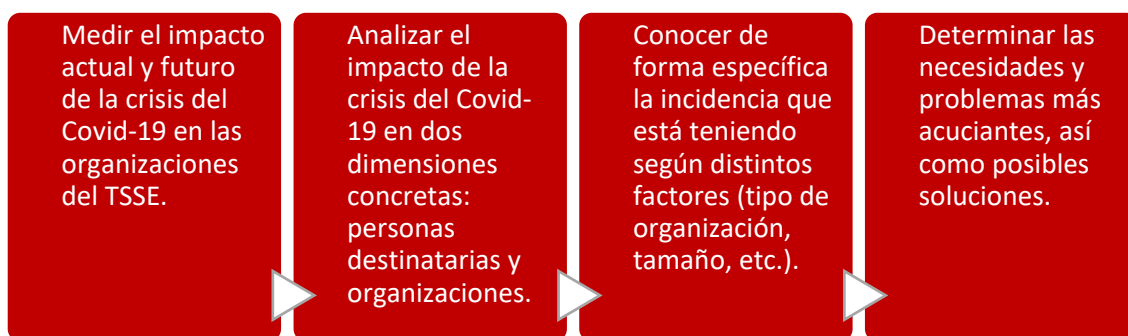 Medir el impacto
actual y futuro
de la crisis del
Covid-19 en las
organizaciones
del TSSE.
Analizar el
impacto de la
crisis del Covid-
19 en dos
dimensiones
concretas:
personas
destinatarias y
organizaciones.
Conocer de
forma específica
la incidencia que
está teniendo
según distintos
factores (tipo de
organización,
tamaño, etc.).
Determinar las
necesidades y
problemas más
acuciantes, así
como posibles
soluciones.